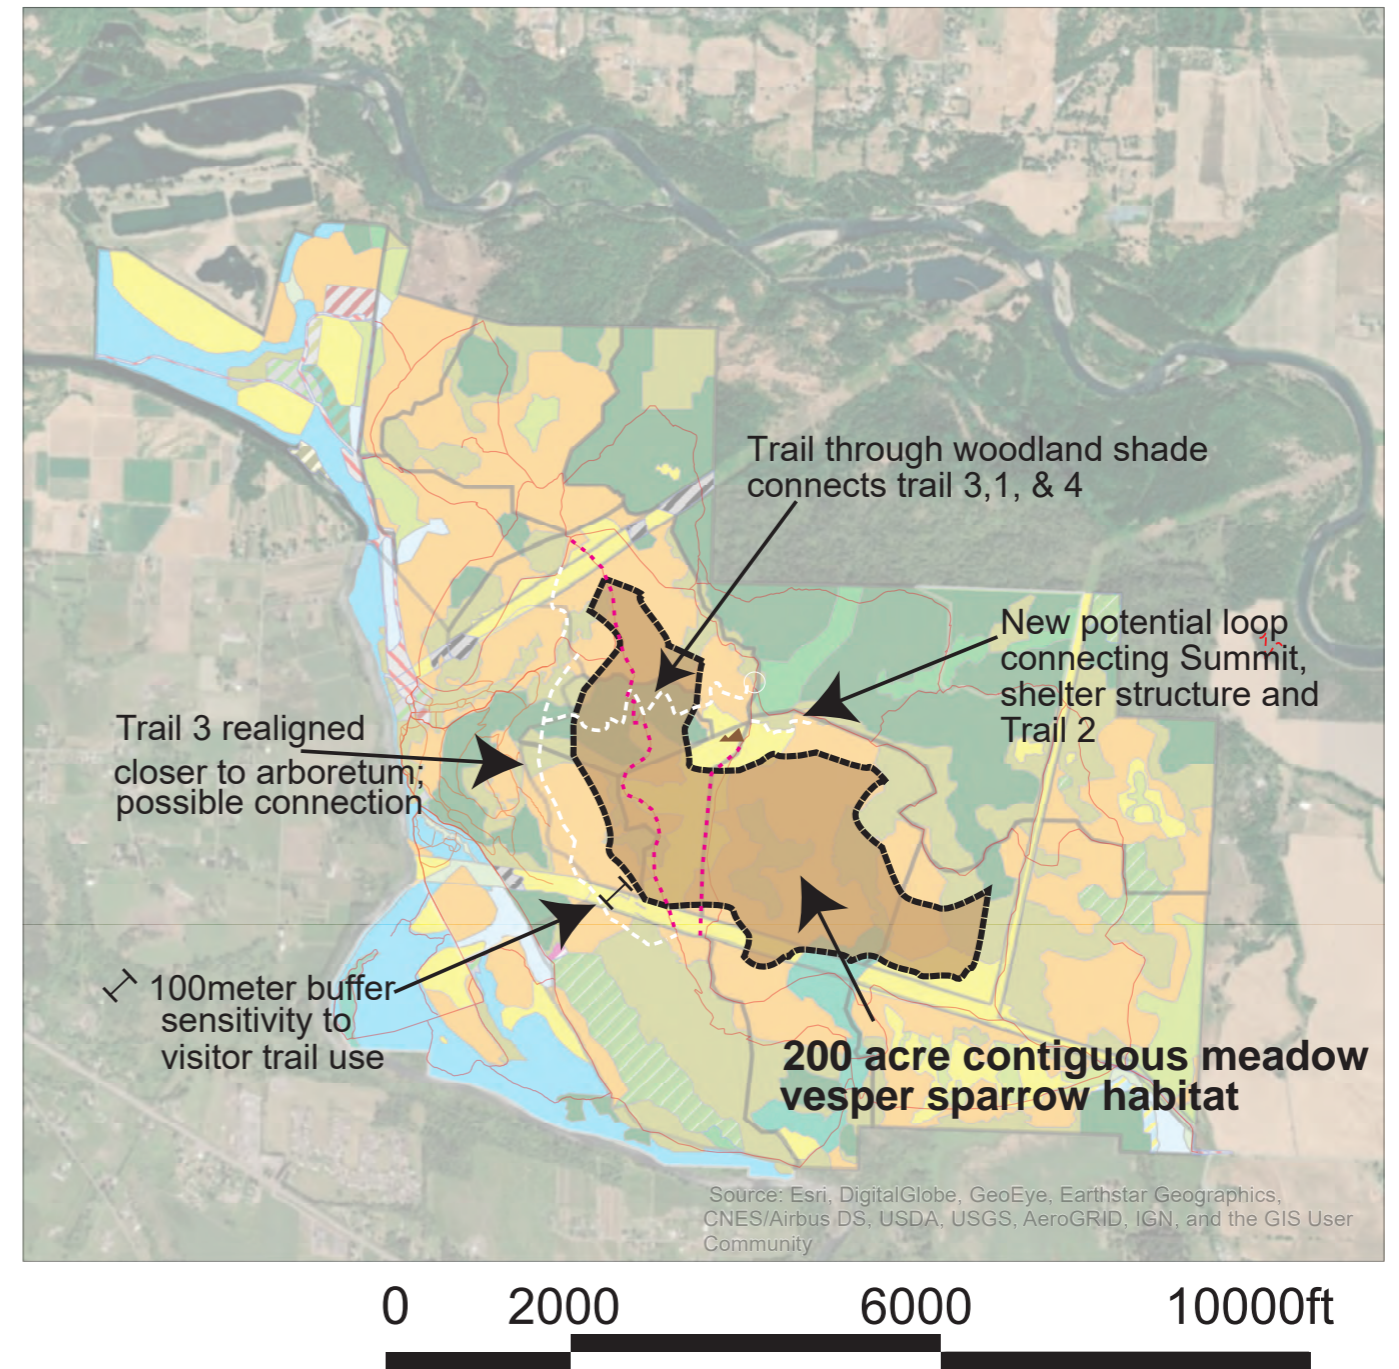 Trail through woodland shade
connects trail 3,1, & 4
New potential loop
connecting Summit,
shelter structure and
Trail 2
Trail 3 realigned
closer to arboretum;
possible connection
100meter buffer
sensitivity to
visitor trail use
200 acre contiguous meadow
vesper sparrow habitat
Source: Esri, DigitalGlobe, GeoEye, Earthstar Geographics,
CNES/Airbus DS, USDA, USGS, AeroGRID, IGN, and the GIS User
Community
0 2000 6000 10000ft